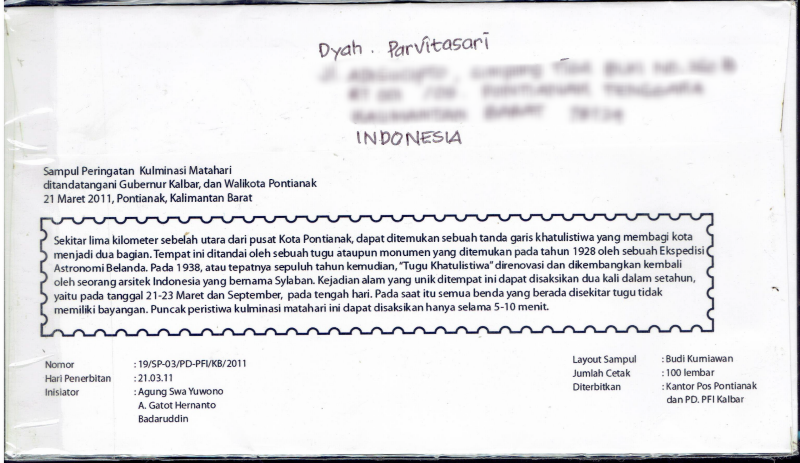 Dyah. Parvitasari
INDONESIA
Sampul Peringatan Kulminasi Matahari
ditandatangani Gubernur Kalbar, dan Walikota Pontianak
21 Maret 2011, Pontianak, Kalimantan Barat
Sekitar lima kilometer sebelah utara dari pusat Kota Pontianak, dapat ditemukan sebuah tanda garis khatulistiwa yang membagi kota
menjadi dua bagian. Tempat ini ditandai oleh sebuah tugu ataupun monumen yang ditemukan pada tahun 1928 oleh sebuah Ekspedisi
Astronomi Belanda. Pada 1938, atau tepatnya sepuluh tahun kemudian, "Tugu Khatulistiwa" direnovasi dan dikembangkan kembali
oleh seorang arsitek Indonesia yang bernama Sylaban. Kejadian alam yang unik ditempat ini dapat disaksikan dua kali dalam setahun,
yaitu pada tanggal 21-23 Maret dan September, pada tengah hari. Pada saat itu semua benda yang berada disekitar tugu tidak
memiliki bayangan. Puncak peristiwa kulminasi matahari ini dapat disaksikan hanya selama 5-10 menit.
Nomor : 19/SP-03/PD-PFI/KB/2011
Hari Penerbitan : 21.03.11
Inisiator : Agung Swa Yuwono
A. Gatot Hernanto
Badaruddin
Layout Sampul : Budi Kurniawan
Jumlah Cetak : 100 lembar
Diterbitkan : Kantor Pos Pontianak
dan PD. PFI Kalbar